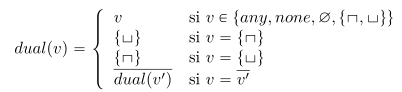 dual(v) = { v si v ∈ {any, none, ∅, {⊓, ⊔}}
{⊔} si v = {⊓}
{⊓} si v = {⊔}
\overline{dual(v′)} si v = \overline{v′}